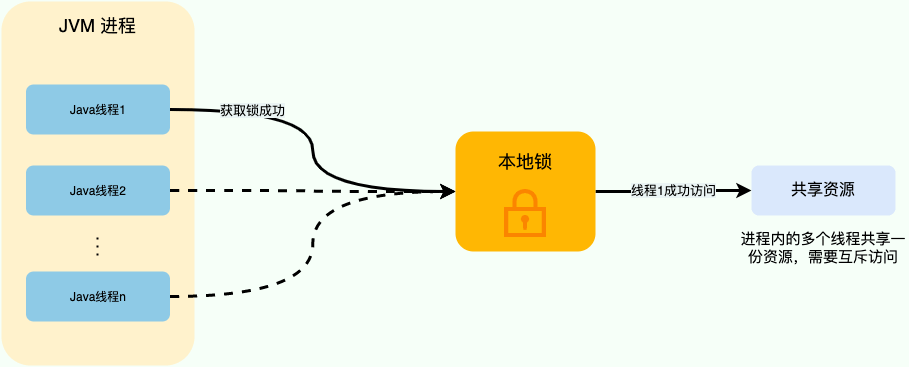 JVM 进程
Java线程1
获取锁成功
Java线程2
Java线程n
本地锁
线程1成功访问
共享资源
进程内的多个线程共享一
份资源，需要互斥访问